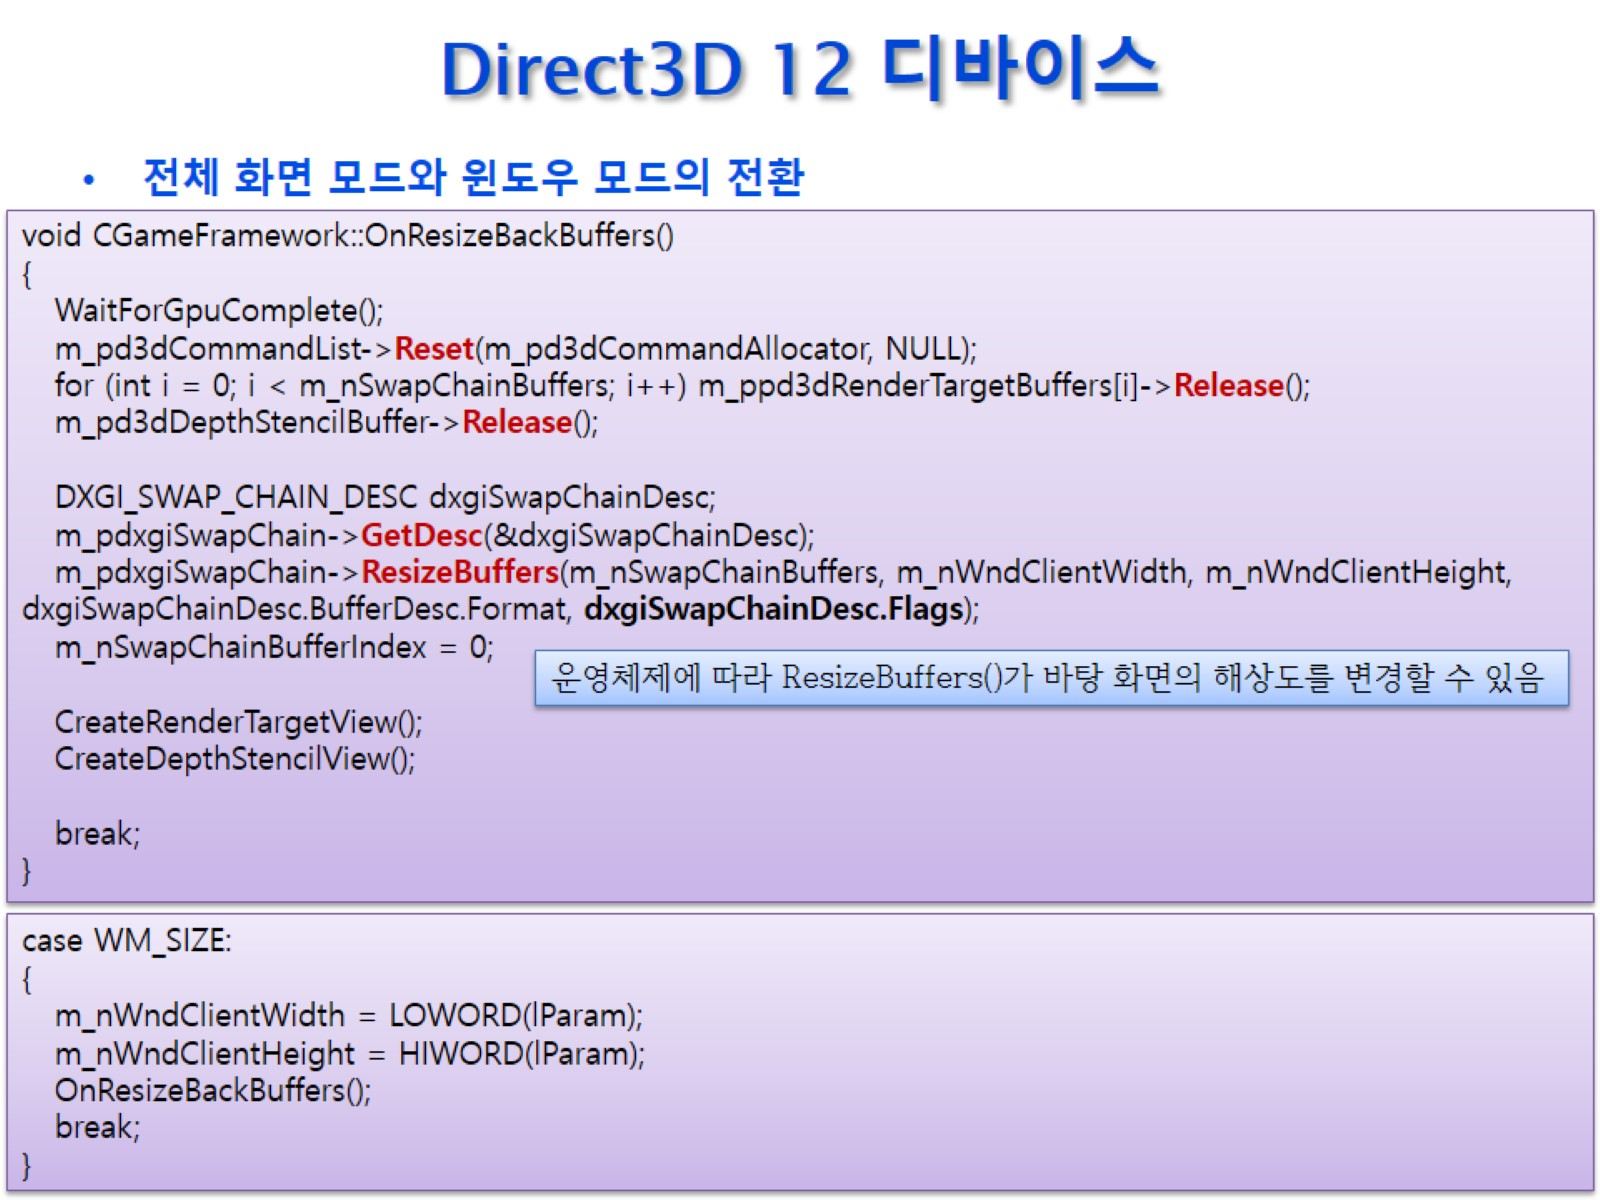 Direct3D 12 디바이스
• 전체 화면 모드와 윈도우 모드의 전환
void CGameFramework::OnResizeBackBuffers()
{
WaitForGpuComplete();
m_pd3dCommandList->Reset(m_pd3dCommandAllocator, NULL);
for (int i = 0; i < m_nSwapChainBuffers; i++) m_ppd3dRenderTargetBuffers[i]->Release();
m_pd3dDepthStencilBuffer->Release();
DXGI_SWAP_CHAIN_DESC dxgiSwapChainDesc;
m_pdxgiSwapChain->GetDesc(&dxgiSwapChainDesc);
m_pdxgiSwapChain->ResizeBuffers(m_nSwapChainBuffers, m_nWndClientWidth, m_nWndClientHeight,
dxgiSwapChainDesc.BufferDesc.Format, dxgiSwapChainDesc.Flags);
m_nSwapChainBufferIndex = 0;
운영체제에 따라 ResizeBuffers()가 바탕 화면의 해상도를 변경할 수 있음
CreateRenderTargetView();
CreateDepthStencilView();
break;
}
case WM_SIZE:
{
m_nWndClientWidth = LOWORD(lParam);
m_nWndClientHeight = HIWORD(lParam);
OnResizeBackBuffers();
break;
}